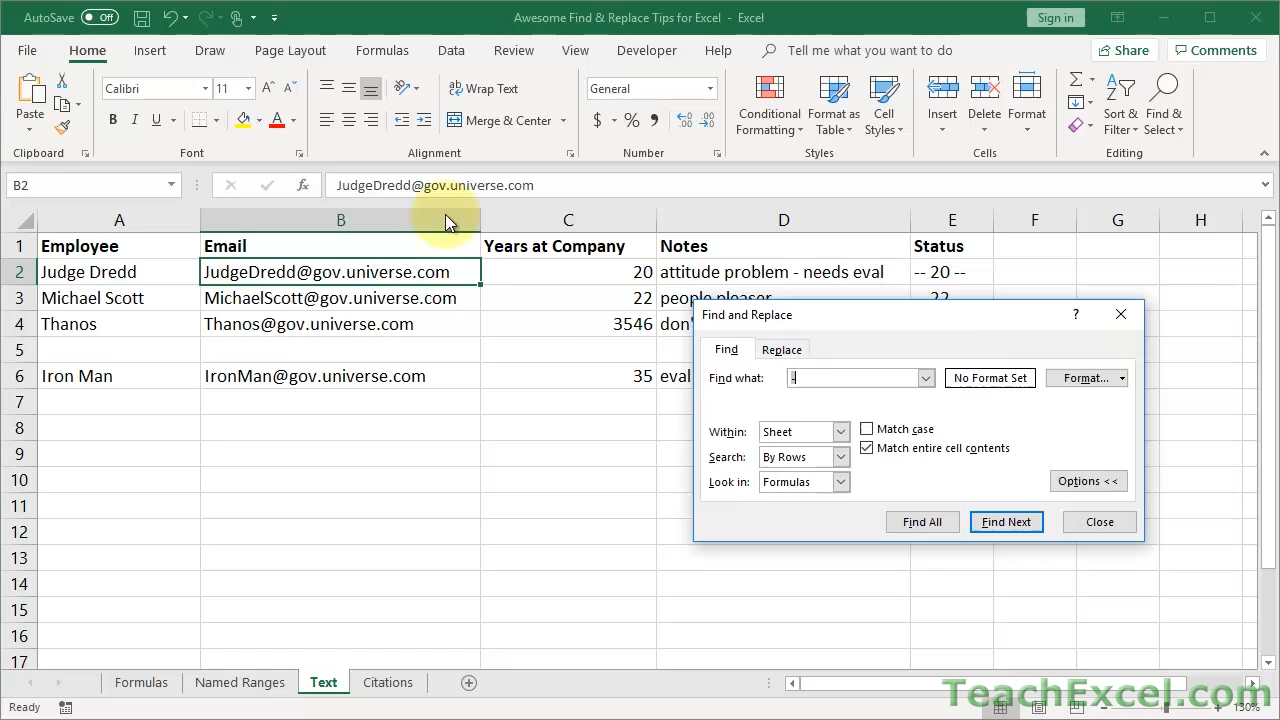 AutoSave Off Awesome Find & Replace Tips for Excel - Excel Sign in
File Home Insert Draw Page Layout Formulas Data Review View Developer Help Tell me what you want to do Share Comments
Paste Calibri 11 Wrap Text General Conditional Formatting Format as Table Cell Styles Insert Delete Format Sort & Filter Find & Select
B I U A Merge & Center $ % ,
Clipboard Font Alignment Number Styles Cells Editing
B2 fx JudgeDredd@gov.universe.com
A B C D E F G H
1 Employee Email Years at Company Notes Status
2 Judge Dredd JudgeDredd@gov.universe.com 20 attitude problem - needs eval -- 20 --
3 Michael Scott MichaelScott@gov.universe.com 22 people pleaser 22
4 Thanos Thanos@gov.universe.com 3546 don'
5
6 Iron Man IronMan@gov.universe.com 35 eval
7
8
9
10
11
12
13
14
15
16
17
Find and Replace ?
Find Replace
Find what: No Format Set Format...
Within: Sheet Match case
Search: By Rows Match entire cell contents
Look in: Formulas Options <<
Find All Find Next Close
Formulas Named Ranges Text Citations
Ready 130%
TeachExcel.com